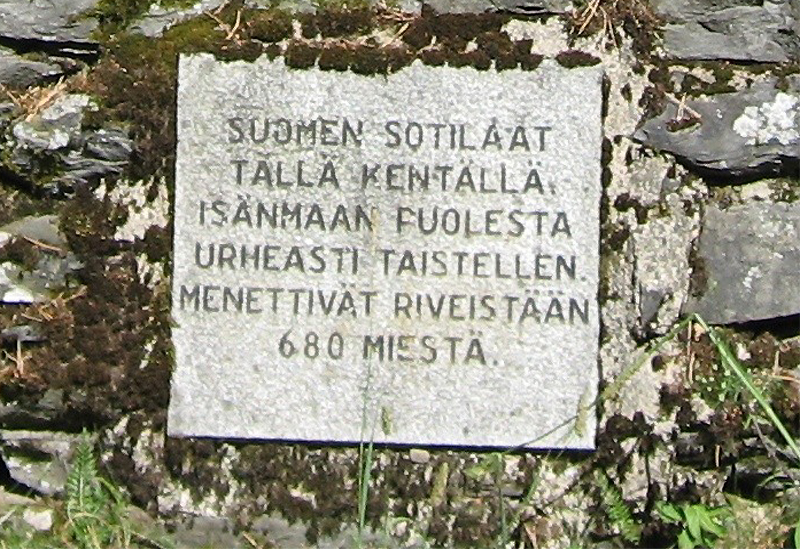 SUOMEN SOTILAAT
TÄLLÄ KENTÄLLÄ.
ISÄNMAAN PUOLESTA
URHEASTI TAISTELLEN.
MENETTIVÄT RIVEISTÄÄN
680 MIESTÄ.